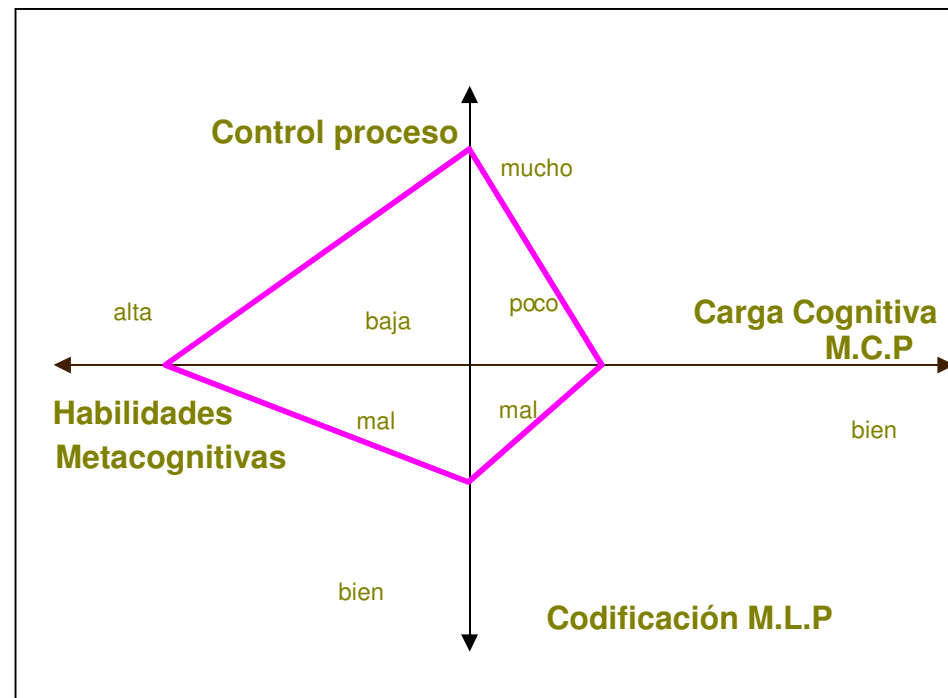 Control proceso
mucho
alta
baja
poco
Carga Cognitiva
M.C.P
Habilidades
Metacognitivas
mal
mal
bien
bien
Codificación M.L.P